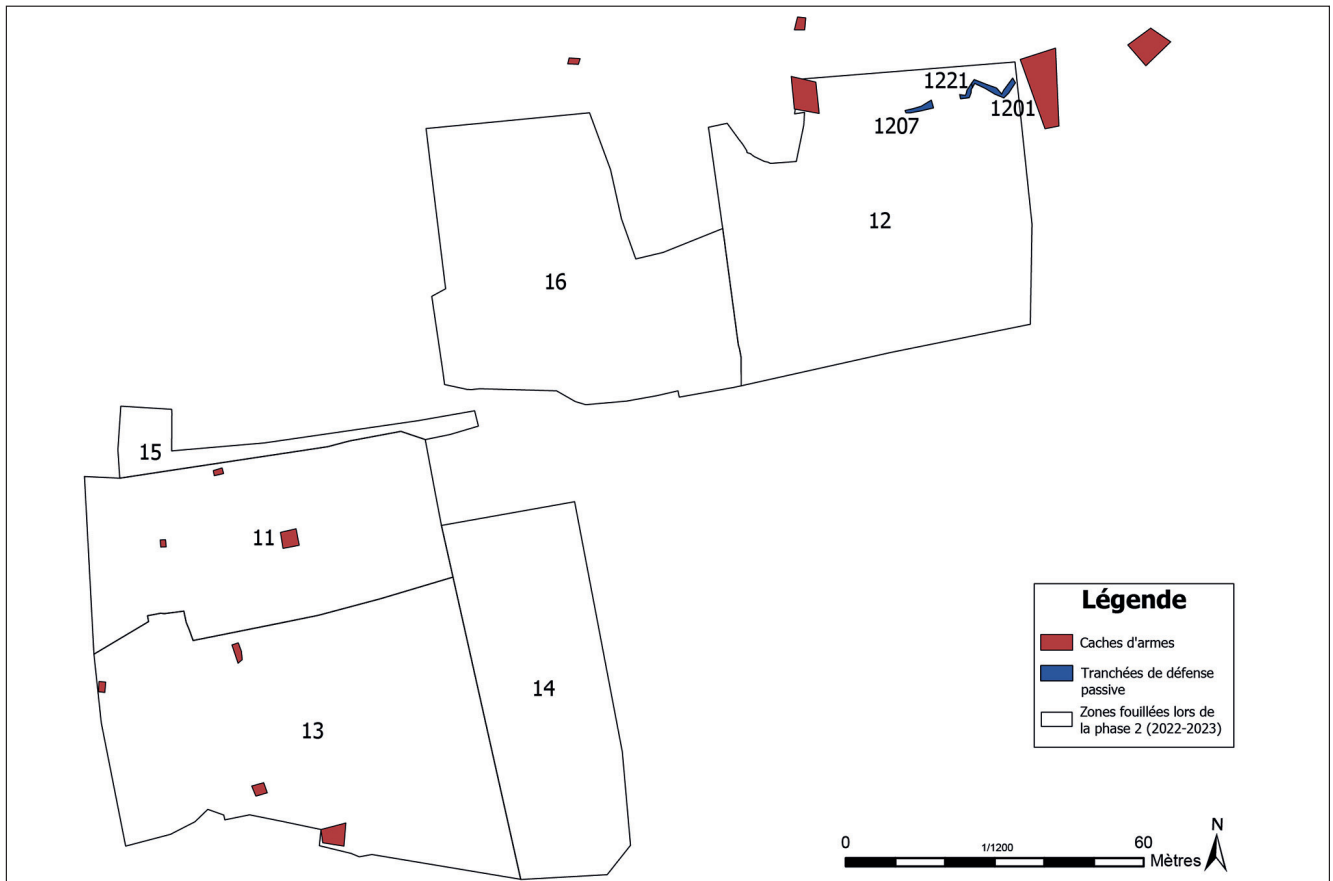 1221
1201
1207
12
16
15
11
14
13
Légende
Caches d'armes
Tranchées de défense
passive
Zones fouillées lors de
la phase 2 (2022-2023)
N
0 1/1200 60
Mètres